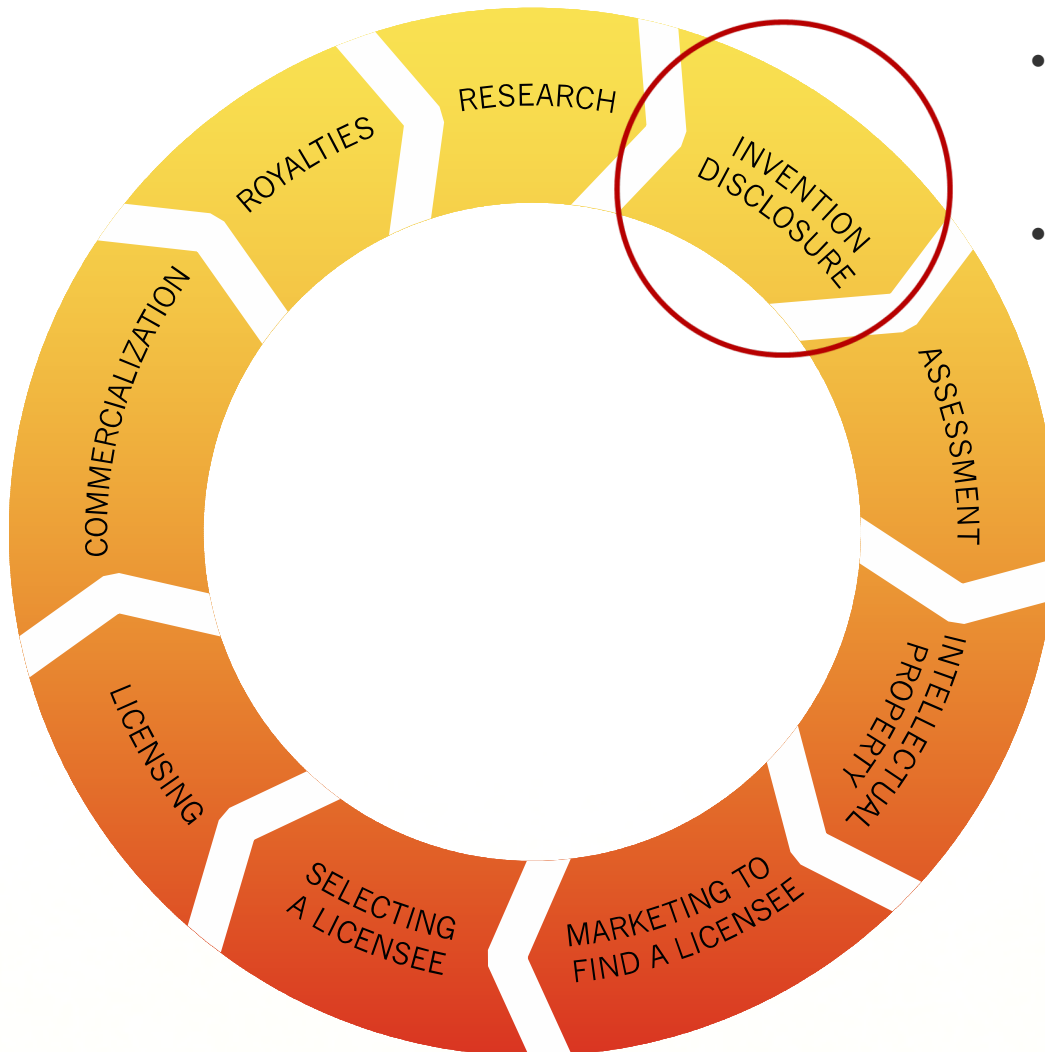 RESEARCH
INVENTION
DISCLOSURE
ASSESSMENT
INTELLECTUAL
PROPERTY
MARKETING TO
FIND A LICENSEE
SELECTING
A LICENSEE
LICENSING
COMMERCIALIZATION
ROYALTIES